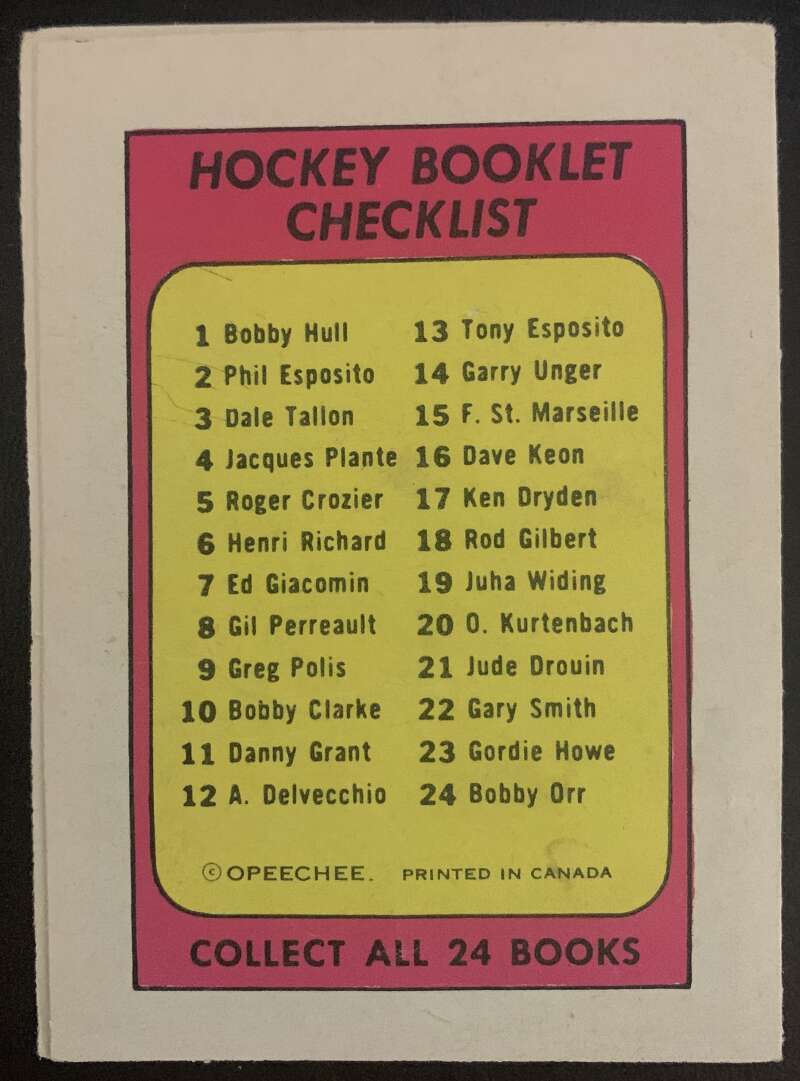 HOCKEY BOOKLET
CHECKLIST
1 Bobby Hull
2 Phil Esposito
3 Dale Tallon
4 Jacques Plante
5 Roger Crozier
6 Henri Richard
7 Ed Giacomin
8 Gil Perreault
9 Greg Polis
10 Bobby Clarke
11 Danny Grant
12 A. Delvecchio
13 Tony Esposito
14 Garry Unger
15 F. St. Marseille
16 Dave Keon
17 Ken Dryden
18 Rod Gilbert
19 Juha Widing
20 O. Kurtenbach
21 Jude Drouin
22 Gary Smith
23 Gordie Howe
24 Bobby Orr
©OPEECHEE. PRINTED IN CANADA
COLLECT ALL 24 BOOKS